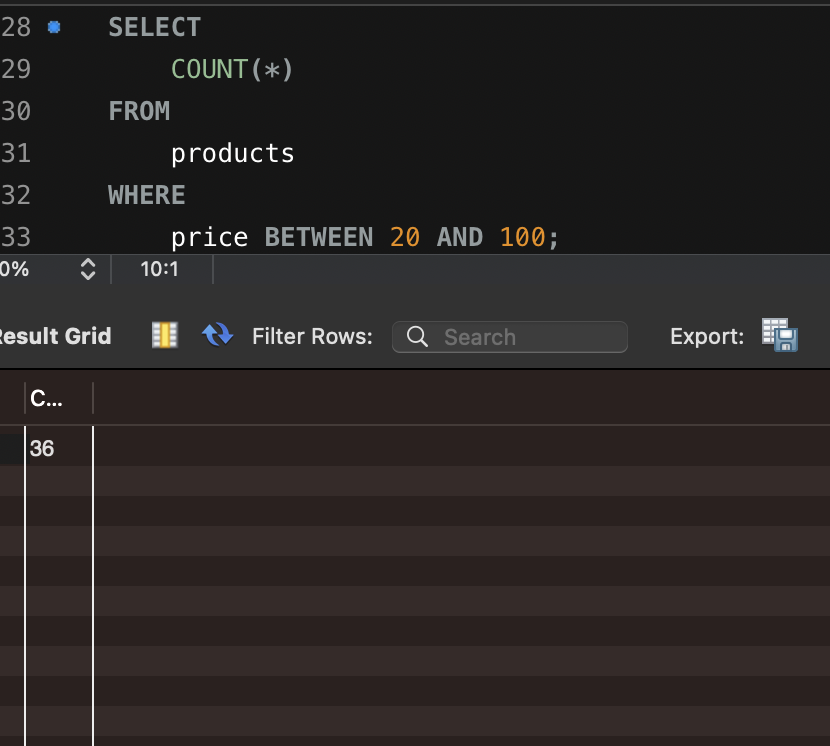 28 SELECT
29 COUNT(*)
30 FROM
31 products
32 WHERE
33 price BETWEEN 20 AND 100;
0% 10:1
esult Grid Filter Rows: Search Export:
C...
36